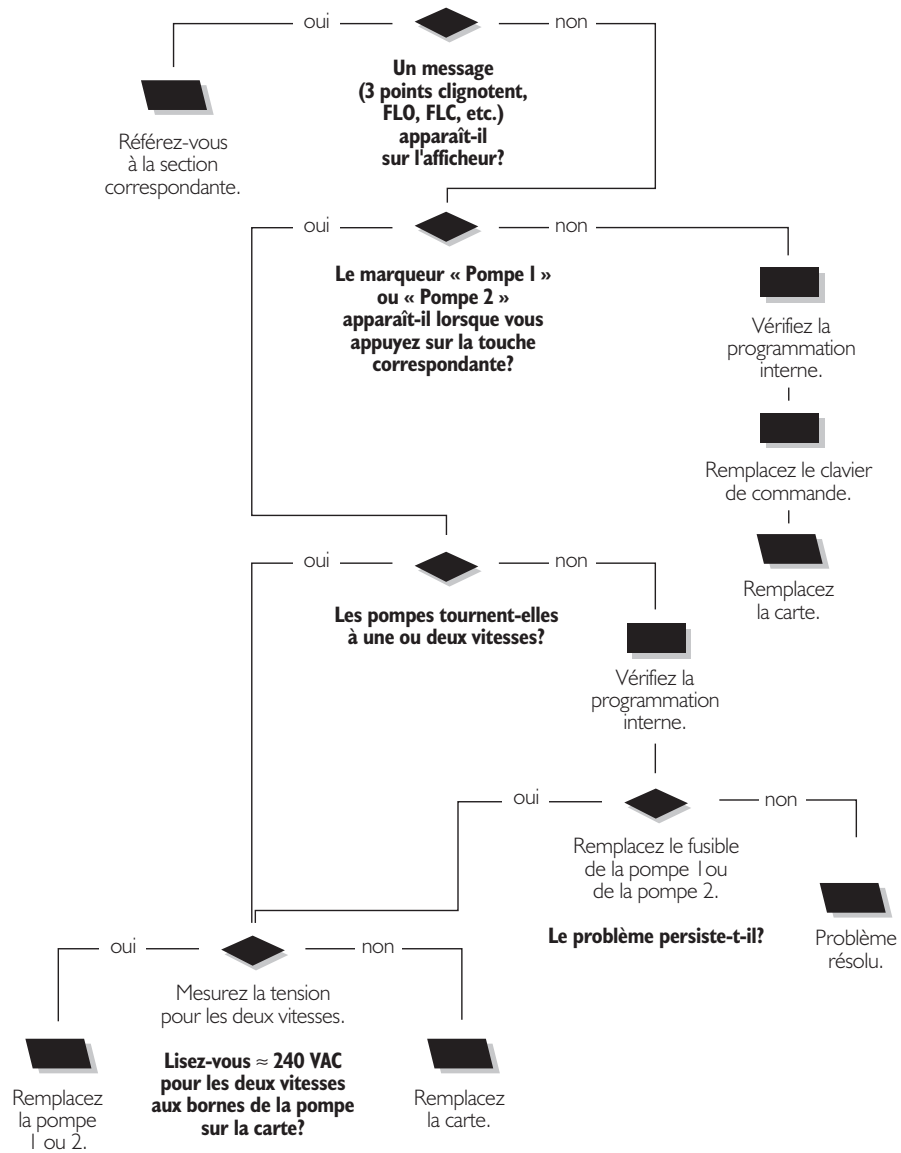 oui
non
Un message
(3 points clignotent,
FLO, FLC, etc.)
apparaît-il
sur l'afficheur?
Référez-vous
à la section
correspondante.
oui
non
Le marqueur « Pompe 1 »
ou « Pompe 2 »
apparaît-il lorsque vous
appuyez sur la touche
correspondante?
Vérifiez la
programmation
interne.
Remplacez le clavier
de commande.
Remplacez
la carte.
oui
non
Les pompes tournent-elles
à une ou deux vitesses?
Vérifiez la
programmation
interne.
oui
non
Remplacez le fusible
de la pompe 1ou
de la pompe 2.
Le problème persiste-t-il?
Problème
résolu.
oui
non
Mesurez la tension
pour les deux vitesses.
Lisez-vous ≈ 240 VAC
pour les deux vitesses
aux bornes de la pompe
sur la carte?
Remplacez
la pompe
1 ou 2.
Remplacez
la carte.